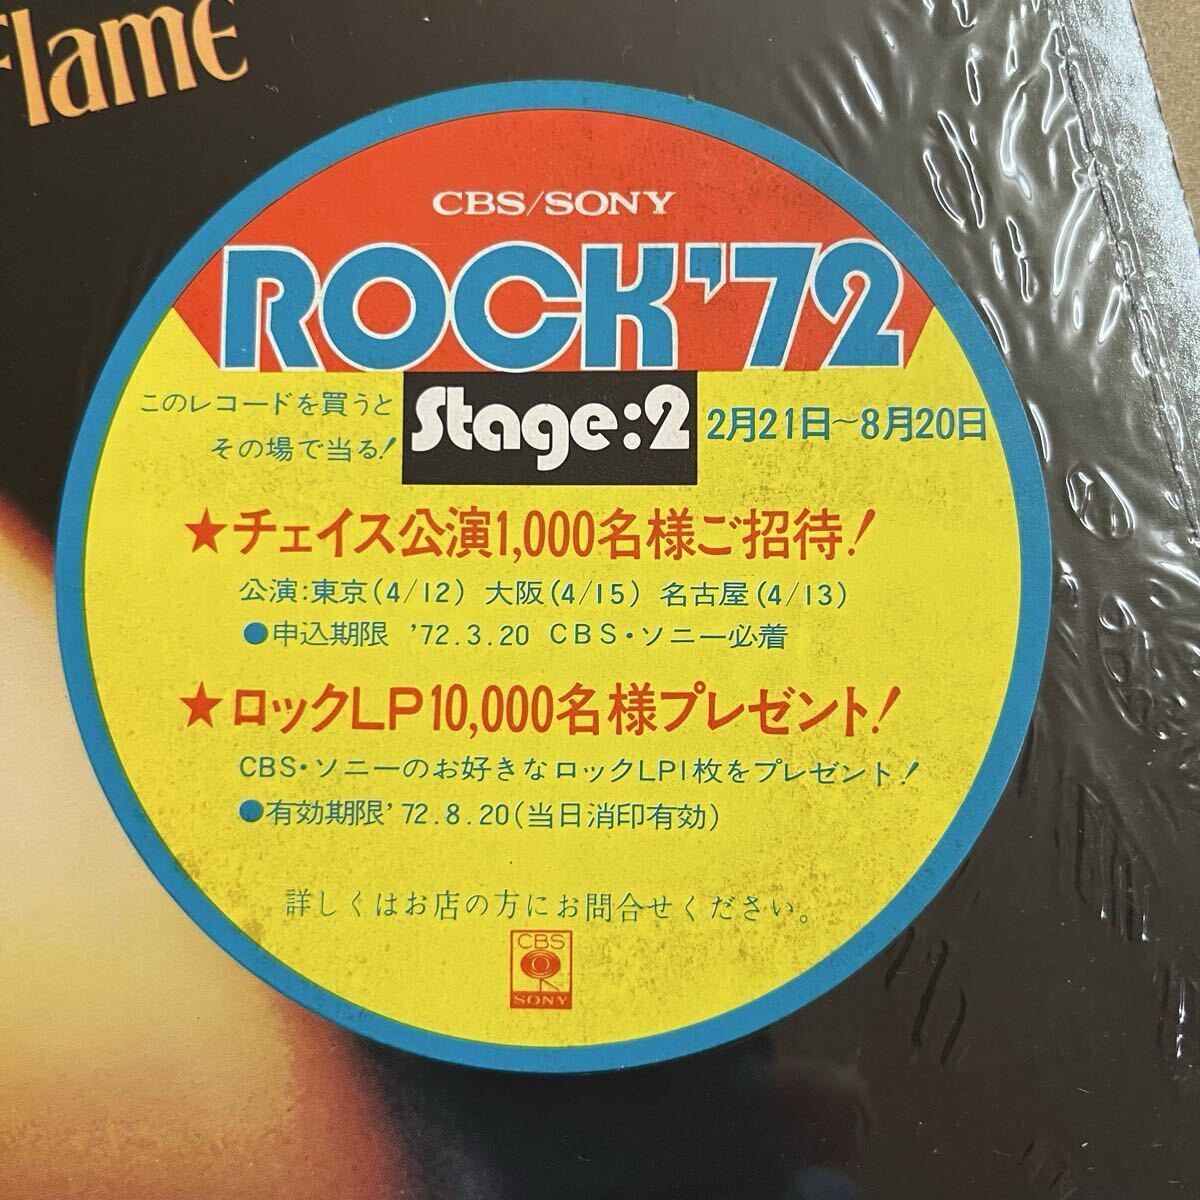 Flame
CBS/SONY
ROCK'72
Stage:2
このレコードを買うと
その場で当る!
2月21日~8月20日
★チェイス公演1,000名様ご招待!
公演:東京(4/12) 大阪(4/15) 名古屋(4/13)
●申込期限 '72.3.20 CBS・ソニー必着
★ロックLP10,000名様プレゼント!
CBS・ソニーのお好きなロックLP1枚をプレゼント!
●有効期限'72.8.20(当日消印有効)
詳しくはお店の方にお問合せください。
CBS
SONY